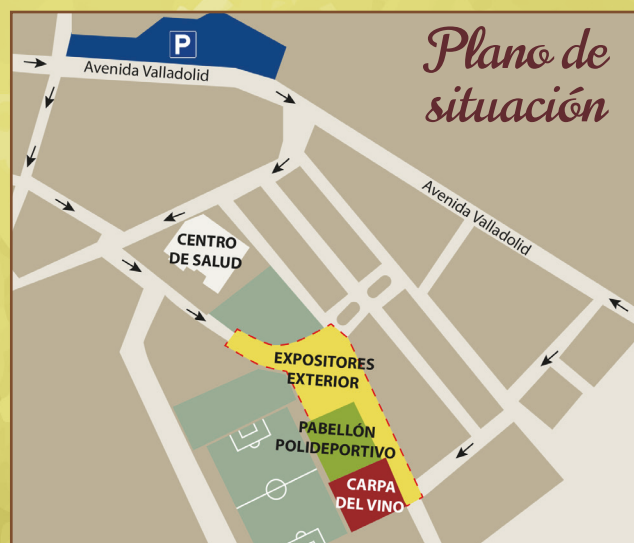 Plano de
situación
P
Avenida Valladolid
Avenida Valladolid
CENTRO
DE SALUD
EXPOSITORES
EXTERIOR
PABELLÓN
POLIDEPORTIVO
CARPA
DEL VINO